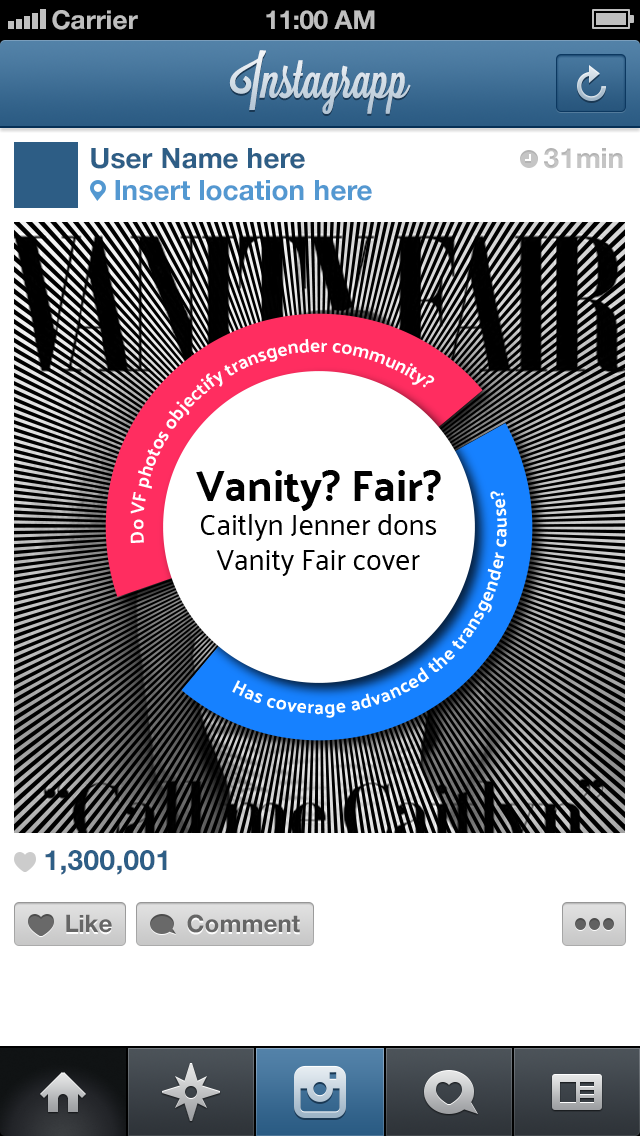 Carrier
11:00 AM
Instagrapp
User Name here
31min
Insert location here
VANITY FAIR
Do VF photos objectify transgender community?
Vanity? Fair?
Caitlyn Jenner dons
Vanity Fair cover
Has coverage advanced the transgender cause?
“Call me Caitlyn”
1,300,001
Like
Comment